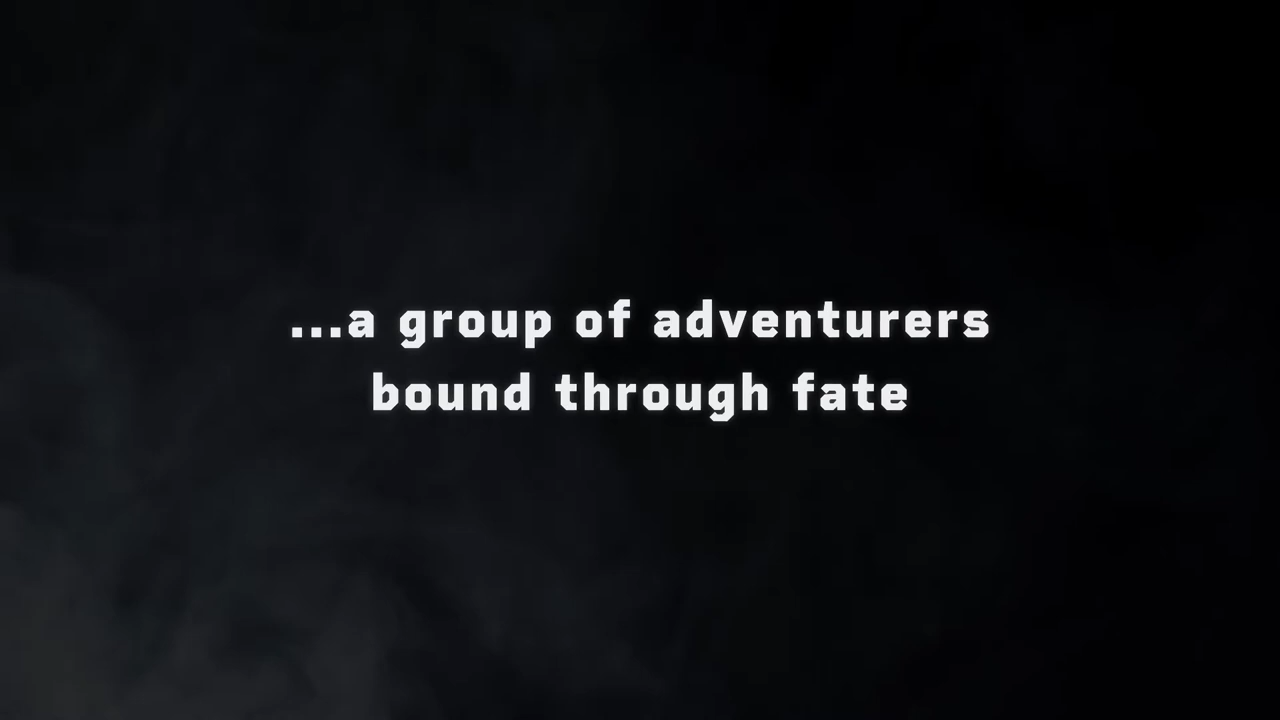 ...a group of adventurers
bound through fate